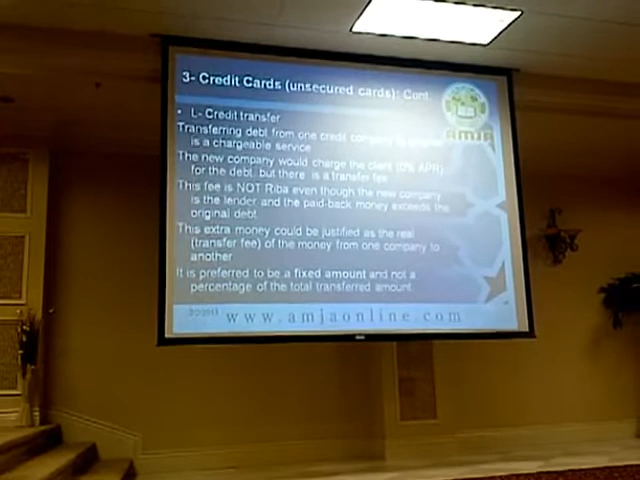 3- Credit Cards (unsecured cards): Cont
• L- Credit transfer
Transferring debt from one credit company to
is a chargeable service
The new company would charge the client (0% APR)
for the debt, but there is a transfer fee
This fee is NOT Riba even though the new company
is the lender and the paid-back money exceeds the
original debt
This extra money could be justified as the real
(transfer fee) of the money from one company to
another
It is preferred to be a fixed amount and not a
percentage of the total transferred amount
www.amjaonline.com
AMJA